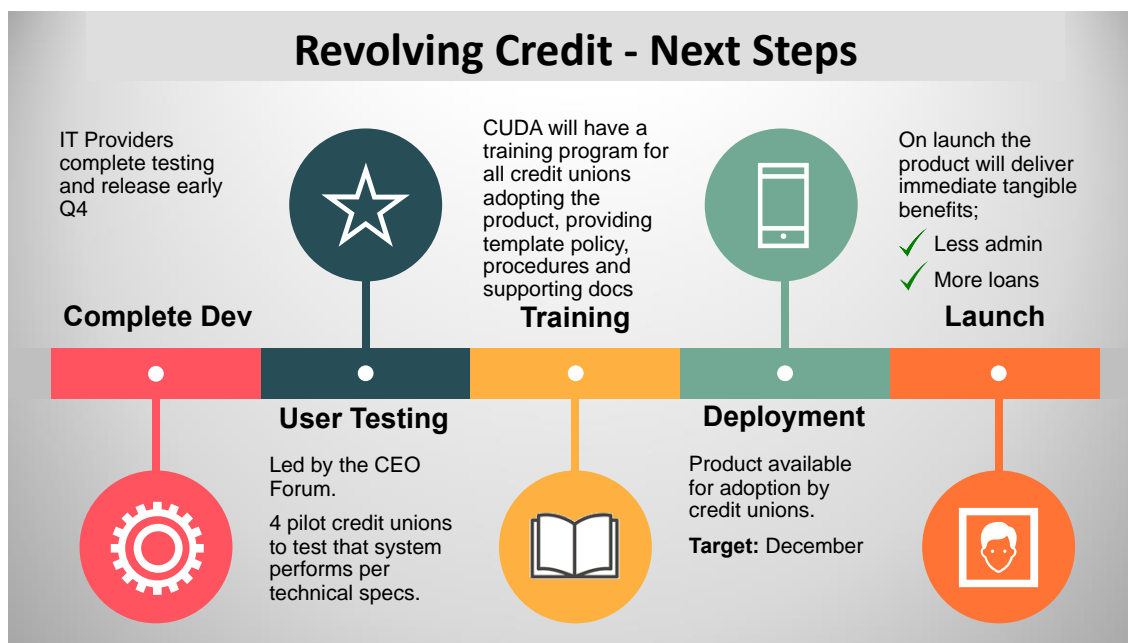 Revolving Credit - Next Steps
IT Providers
complete testing
and release early
Q4
Complete Dev
User Testing
Led by the CEO
Forum.
4 pilot credit unions
to test that system
performs per
technical specs.
CUDA will have a
training program for
all credit unions
adopting the
product, providing
template policy,
procedures and
supporting docs
Training
Deployment
Product available
for adoption by
credit unions.
Target: December
On launch the
product will deliver
immediate tangible
benefits;
Less admin
More loans
Launch